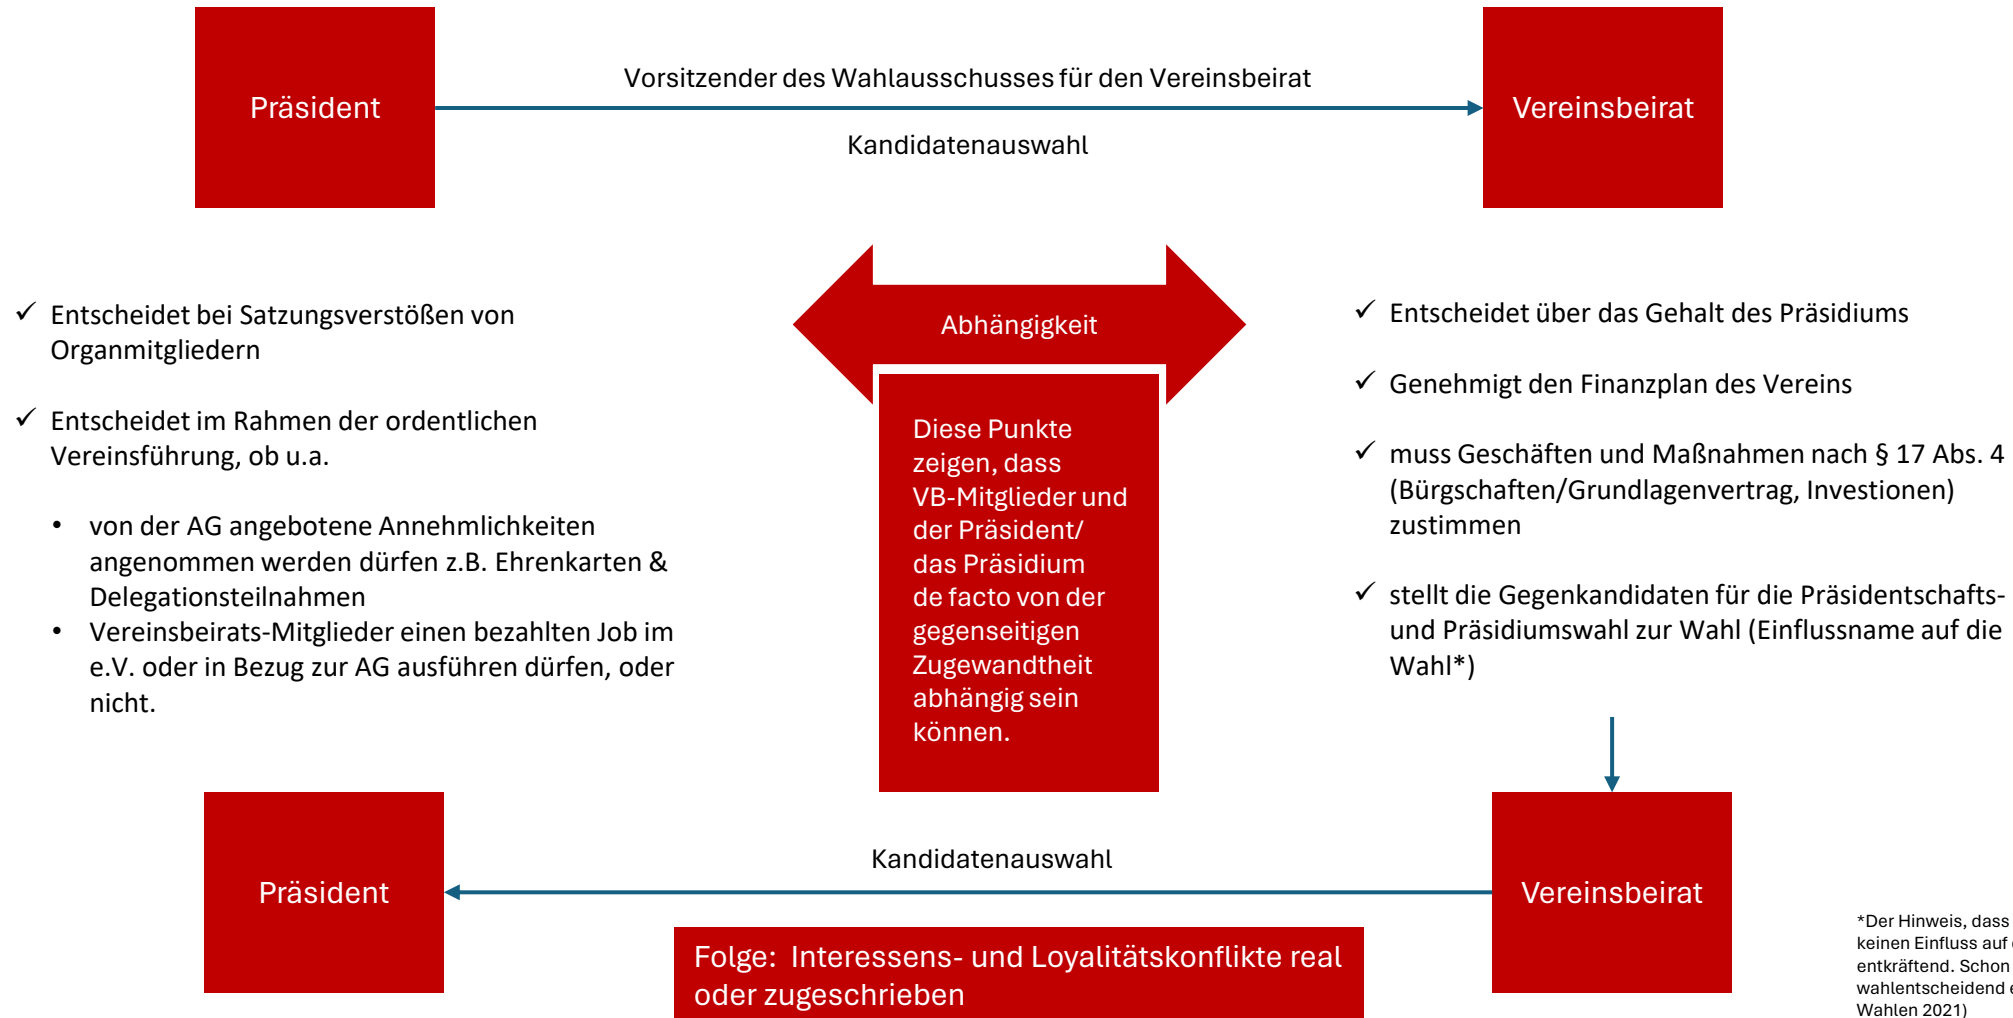 Präsident
Vorsitzender des Wahlausschusses für den Vereinsbeirat
Kandidatenauswahl
Vereinsbeirat
✓ Entscheidet bei Satzungsverstößen von
Organmitgliedern
✓ Entscheidet im Rahmen der ordentlichen
Vereinsführung, ob u.a.
• von der AG angebotene Annehmlichkeiten
angenommen werden dürfen z.B. Ehrenkarten &
Delegationsteilnahmen
• Vereinsbeirats-Mitglieder einen bezahlten Job im
e.V. oder in Bezug zur AG ausführen dürfen, oder
nicht.
Abhängigkeit
Diese Punkte
zeigen, dass
VB-Mitglieder und
der Präsident/
das Präsidium
de facto von der
gegenseitigen
Zugewandtheit
abhängig sein
können.
✓ Entscheidet über das Gehalt des Präsidiums
✓ Genehmigt den Finanzplan des Vereins
✓ muss Geschäften und Maßnahmen nach § 17 Abs. 4
(Bürgschaften/Grundlagenvertrag, Investionen)
zustimmen
✓ stellt die Gegenkandidaten für die Präsidentschafts-
und Präsidiumswahl zur Wahl (Einflussname auf die
Wahl*)
Präsident
Kandidatenauswahl
Vereinsbeirat
Folge: Interessens- und Loyalitätskonflikte real
oder zugeschrieben
*Der Hinweis, dass
keinen Einfluss auf
entkräftend. Schon
wahlentscheidend
Wahlen 2021)